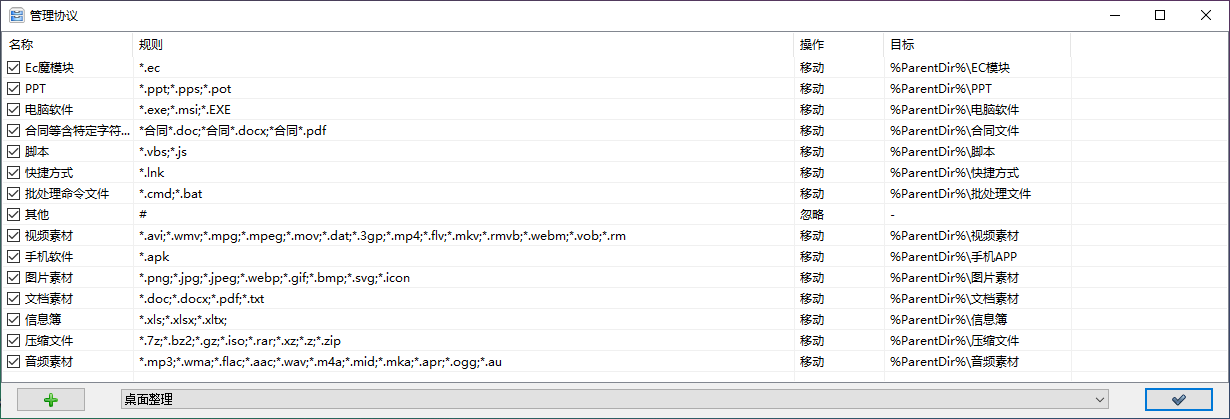 管理协议
名称 规则 操作 目标
Ec魔模块 *.ec 移动 %ParentDir%\EC模块
PPT *.ppt;*.pps;*.pot 移动 %ParentDir%\PPT
电脑软件 *.exe;*.msi;*.EXE 移动 %ParentDir%\电脑软件
合同等含特定字符... *合同*.doc;*合同*.docx;*合同*.pdf 移动 %ParentDir%\合同文件
脚本 *.vbs;*.js 移动 %ParentDir%\脚本
快捷方式 *.lnk 移动 %ParentDir%\快捷方式
批处理命令文件 *.cmd;*.bat 移动 %ParentDir%\批处理文件
其他 # 忽略 -
视频素材 *.avi;*.wmv;*.mpg;*.mpeg;*.mov;*.dat;*.3gp;*.mp4;*.flv;*.mkv;*.rmvb;*.webm;*.vob;*.rm 移动 %ParentDir%\视频素材
手机软件 *.apk 移动 %ParentDir%\手机APP
图片素材 *.png;*.jpg;*.jpeg;*.webp;*.gif;*.bmp;*.svg;*.icon 移动 %ParentDir%\图片素材
文档素材 *.doc;*.docx;*.pdf;*.txt 移动 %ParentDir%\文档素材
信息簿 *.xls;*.xlsx;*.xltx; 移动 %ParentDir%\信息簿
压缩文件 *.7z;*.bz2;*.gz;*.iso;*.rar;*.xz;*.z;*.zip 移动 %ParentDir%\压缩文件
音频素材 *.mp3;*.wma;*.flac;*.aac;*.wav;*.m4a;*.mid;*.mka;*.apr;*.ogg;*.au 移动 %ParentDir%\音频素材
桌面整理